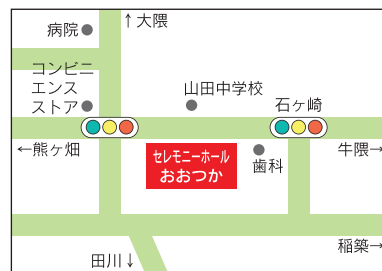 ↑大隈
病院
コンビニ
エンス
ストア
山田中学校
石ヶ崎
←熊ヶ畑
セレモニーホール
おおつか
歯科
牛隈→
稲築→
田川↓